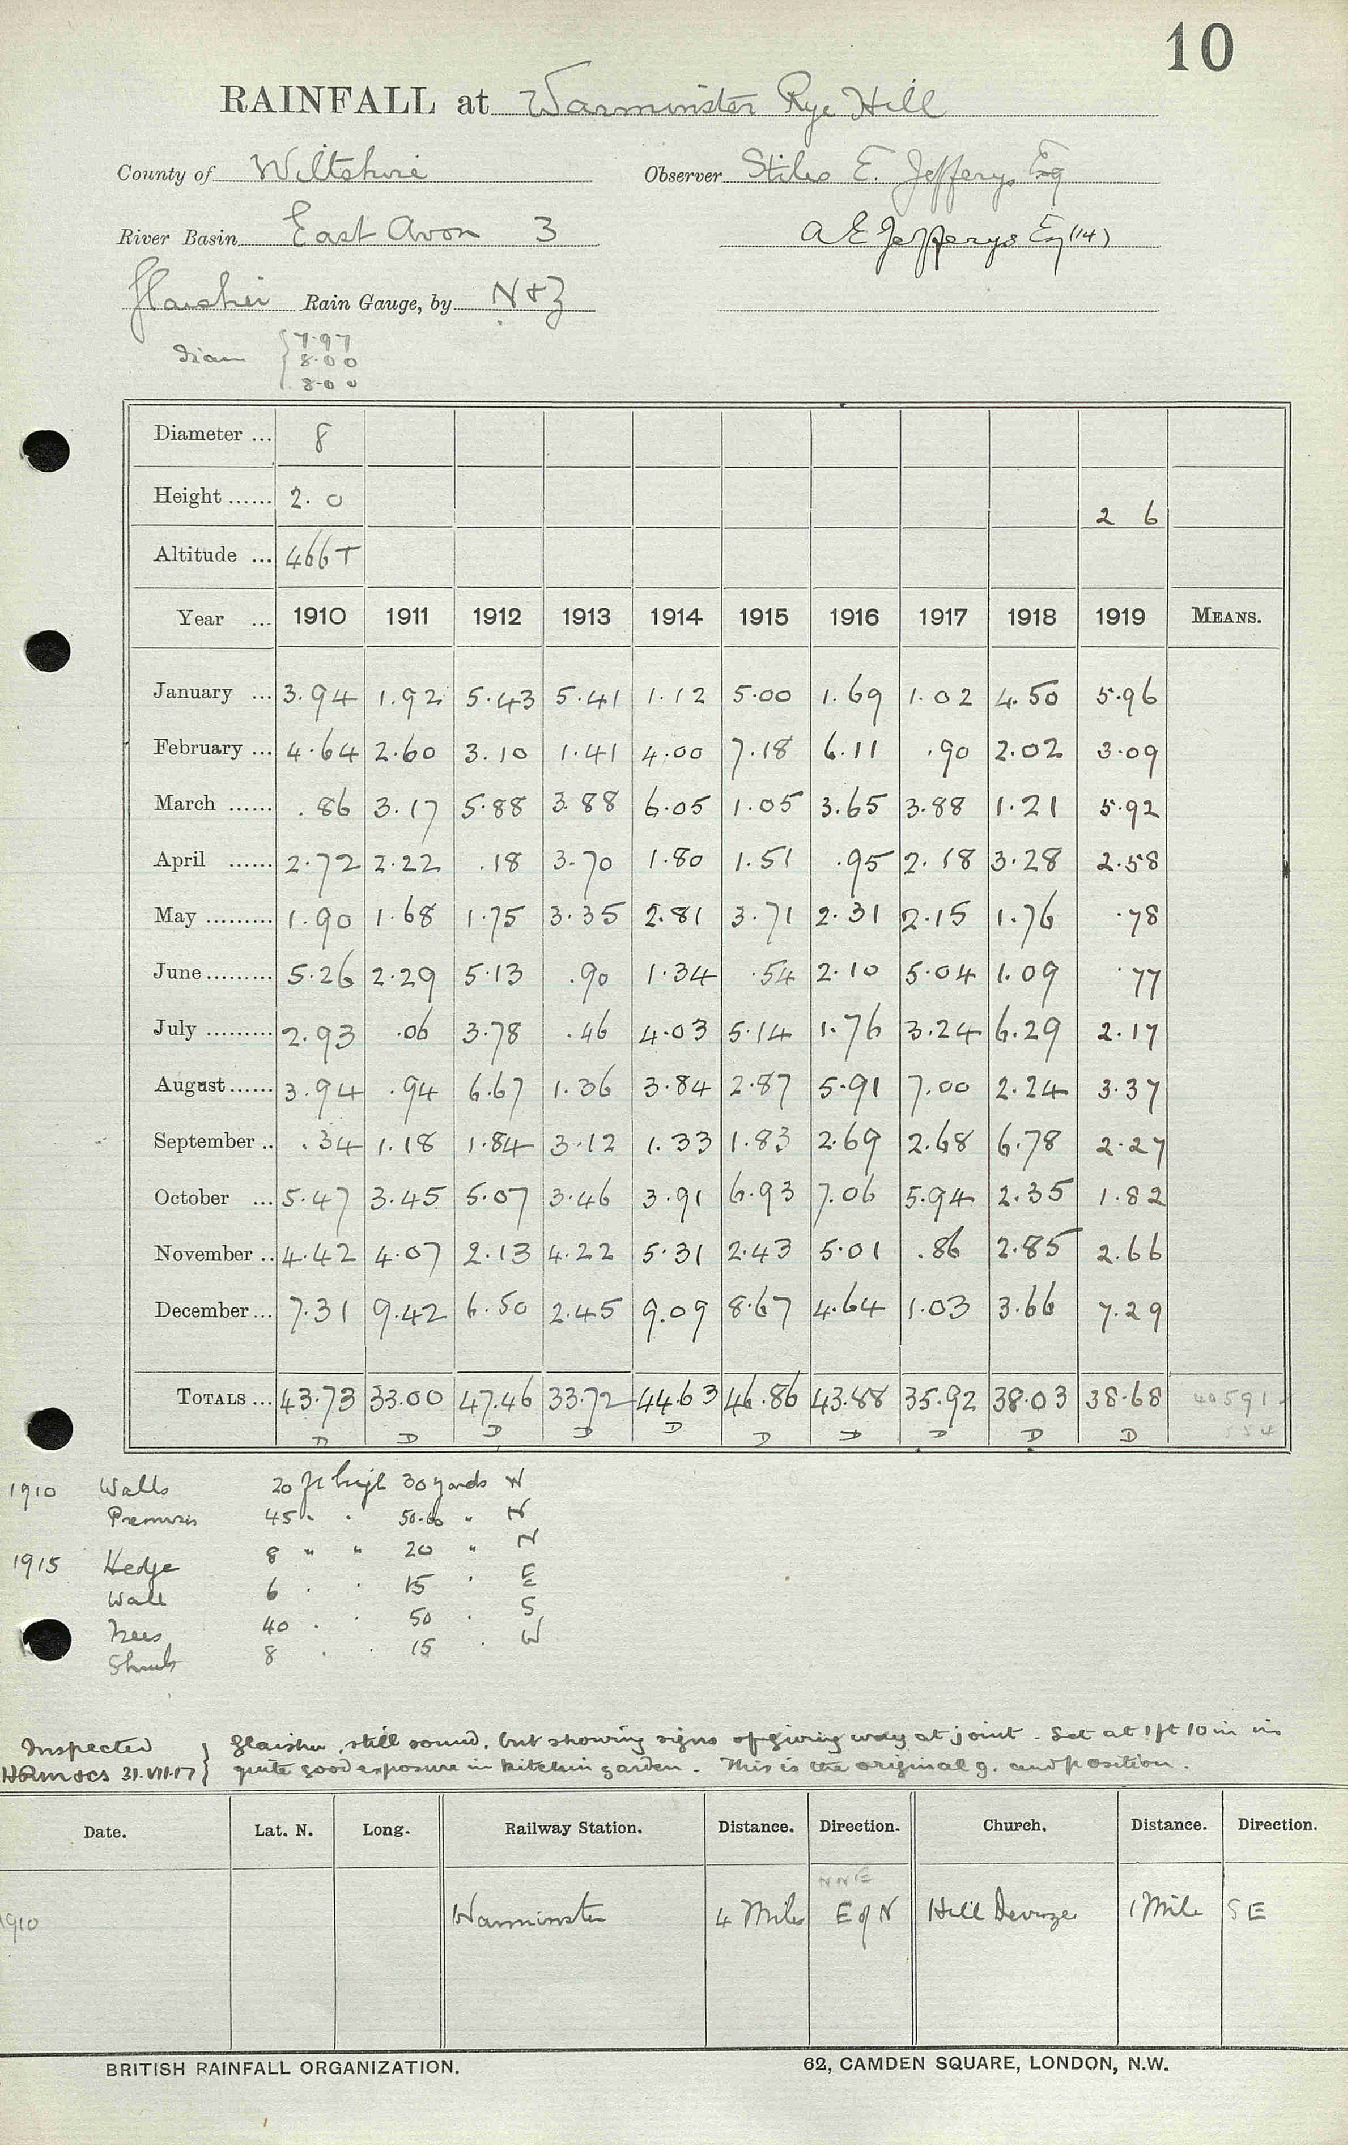 10
RAINFALL at Warminster Rye Hill
County of Wiltshire Observer Stiles E. Jefferys Esq
River Basin East Avon 3 A E Jefferys Esq (14)
Glaisher Rain Gauge, by N & Z
Diam { 7.97
8.00
8.00
Diameter ... 8
Height ...... 2. 0 2 6
Altitude ... 466 T
Year ... 1910 1911 1912 1913 1914 1915 1916 1917 1918 1919 MEANS.
January ... 3.94 1.92 5.43 5.41 1.12 5.00 1.69 1.02 4.50 5.96
February ... 4.64 2.60 3.10 1.41 4.00 7.18 6.11 .90 2.02 3.09
March ...... .86 3.17 5.88 3.88 6.05 1.05 3.65 3.88 1.21 5.92
April ...... 2.72 2.22 .18 3.70 1.80 1.51 .95 2.18 3.28 2.58
May ......... 1.90 1.68 1.75 3.35 2.81 3.71 2.31 2.15 1.76 .78
June ......... 5.26 2.29 5.13 .90 1.34 .54 2.10 5.04 1.09 .77
July ......... 2.93 .06 3.78 .46 4.03 5.14 1.76 3.24 6.29 2.17
August ...... 3.94 .94 6.67 1.36 3.84 2.87 5.91 7.00 2.24 3.37
September .. .34 1.18 1.84 3.12 1.33 1.83 2.69 2.68 6.78 2.27
October ... 5.47 3.45 5.07 3.46 3.91 6.93 7.06 5.94 2.35 1.82
November .. 4.42 4.07 2.13 4.22 5.31 2.43 5.01 .86 2.85 2.66
December ... 7.31 9.42 6.50 2.45 9.09 8.67 4.64 1.03 3.66 7.29
TOTALS ... 43.73 33.00 47.46 33.72 44.63 46.86 43.88 35.92 38.03 38.68 40591
D D D D D D D D D D
1910 Walls 20 ft high 30 yards N
Premises 45 " " 50-60 " N
1915 Hedge 8 " " 20 " N
Wall 6 " " 15 " E
Trees 40 " " 50 " S
Shrubs 8 " " 15 " W
Inspected } Glaisher, still sound, but showing signs of giving way at joint. Set at 1 ft 10 in in
31.VII.17 } quite good exposure in kitchen garden. This is the original g. and position.
Date. Lat. N. Long. Railway Station. Distance. Direction. Church. Distance. Direction.
NNE
1910 Warminster 4 Miles E of N Hill Deverye 1 Mile S E
BRITISH RAINFALL ORGANIZATION. 62, CAMDEN SQUARE, LONDON, N.W.